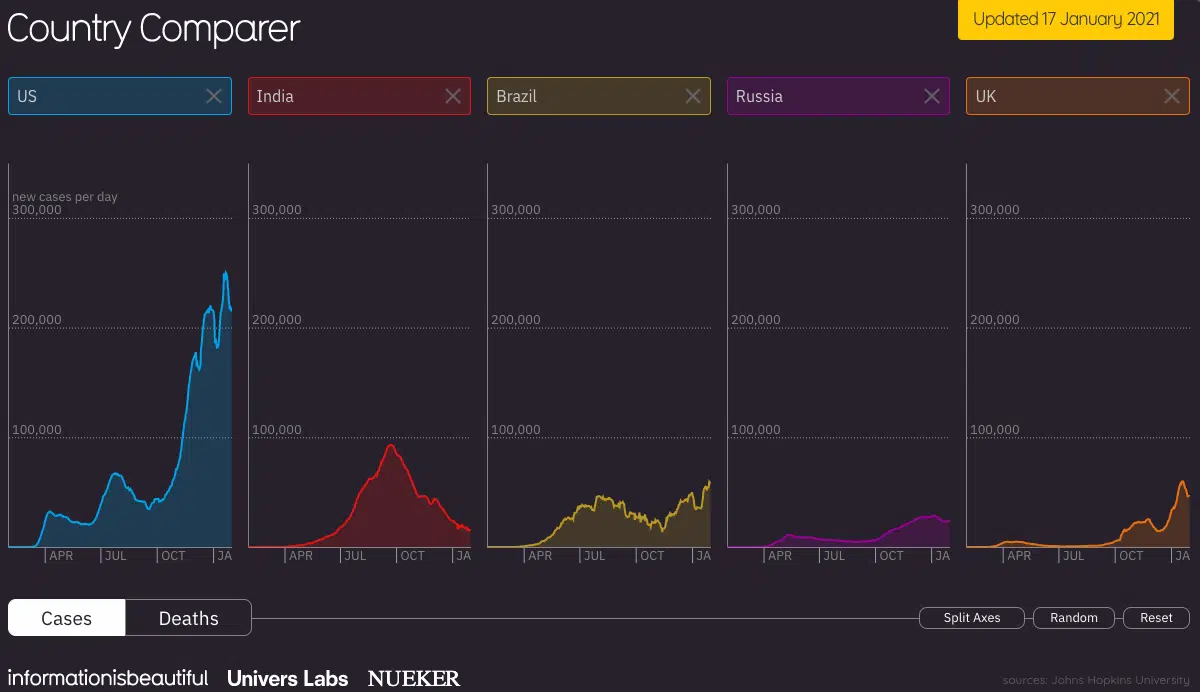 Country Comparer
Updated 17 January 2021
US
India
Brazil
Russia
UK
new cases per day
300,000 300,000 300,000 300,000 300,000
200,000 200,000 200,000 200,000 200,000
100,000 100,000 100,000 100,000 100,000
APR JUL OCT JA APR JUL OCT JA APR JUL OCT JA APR JUL OCT JA APR JUL OCT JA
Cases Deaths Split Axes Random Reset
informationisbeautiful Univers Labs NUEKER
sources: Johns Hopkins University